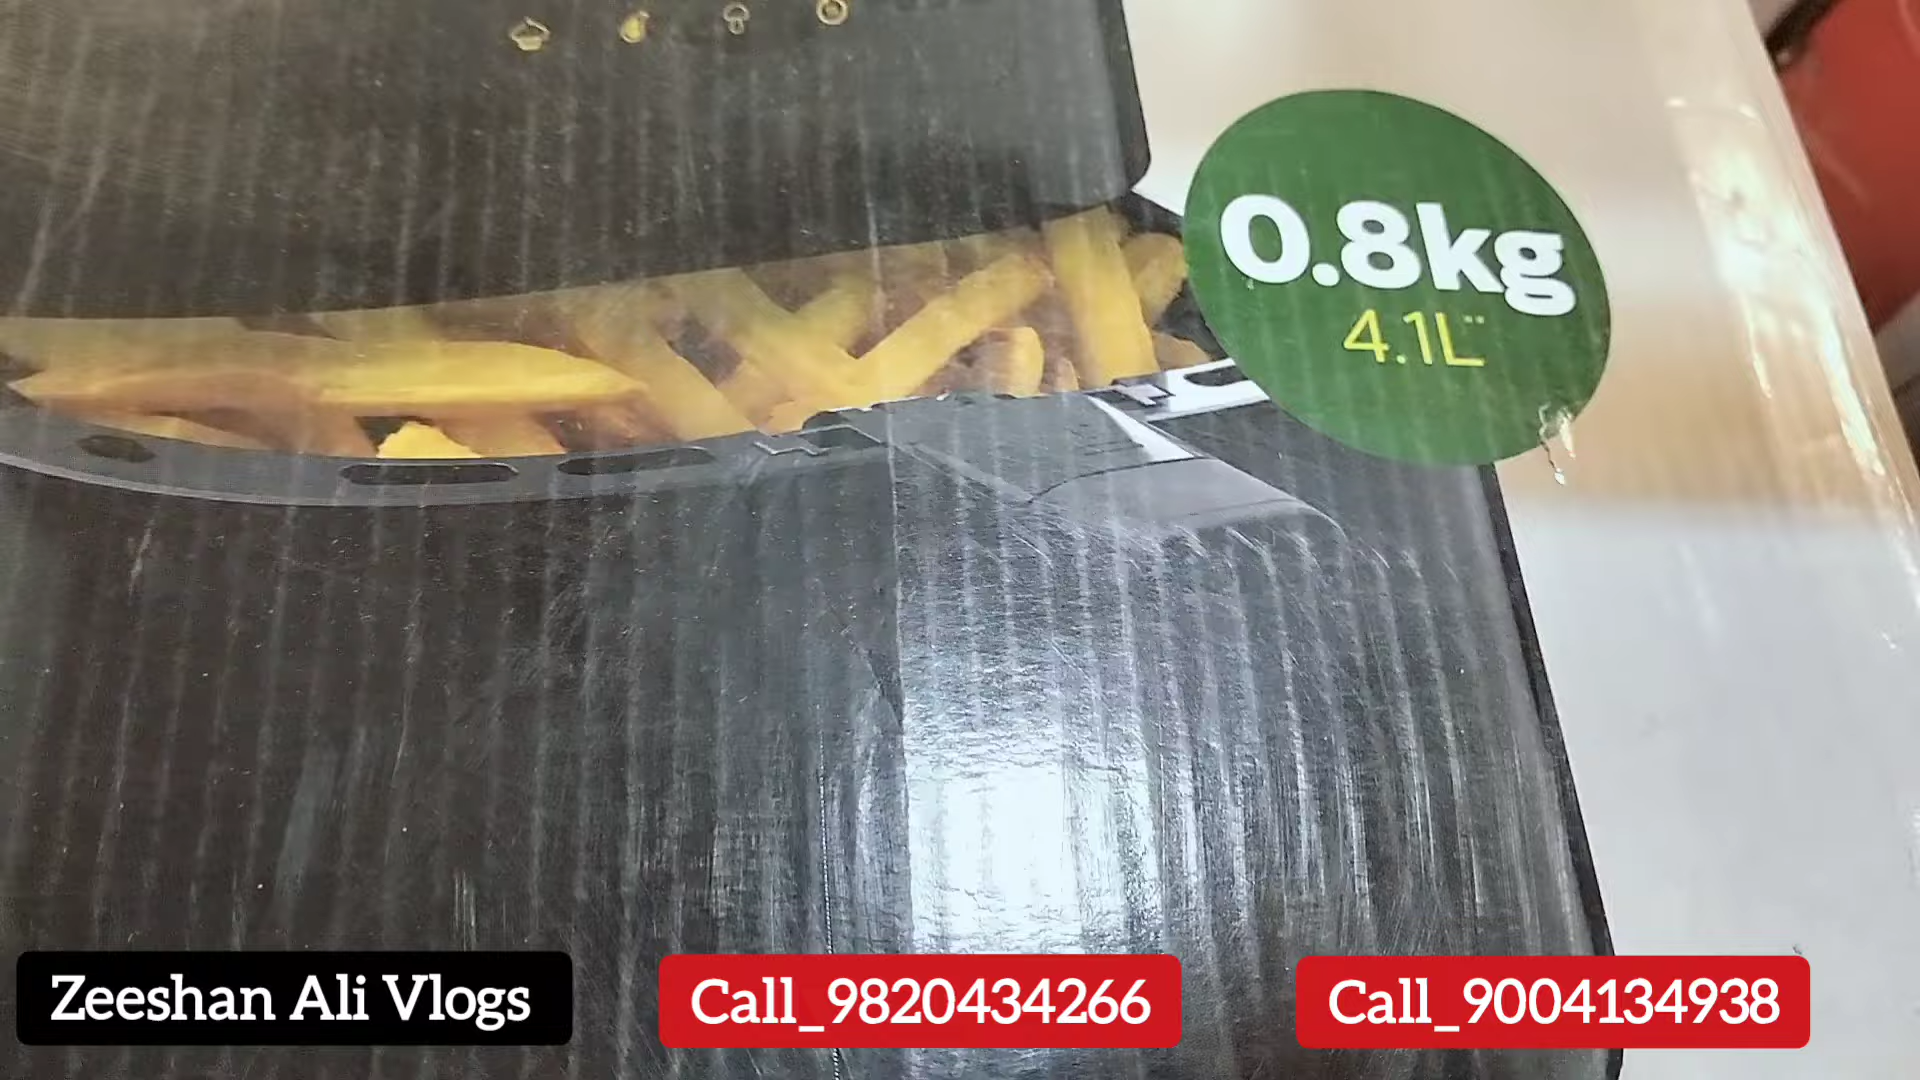 0.8kg
4.1L**
Zeeshan Ali Vlogs
Call_9820434266
Call_9004134938